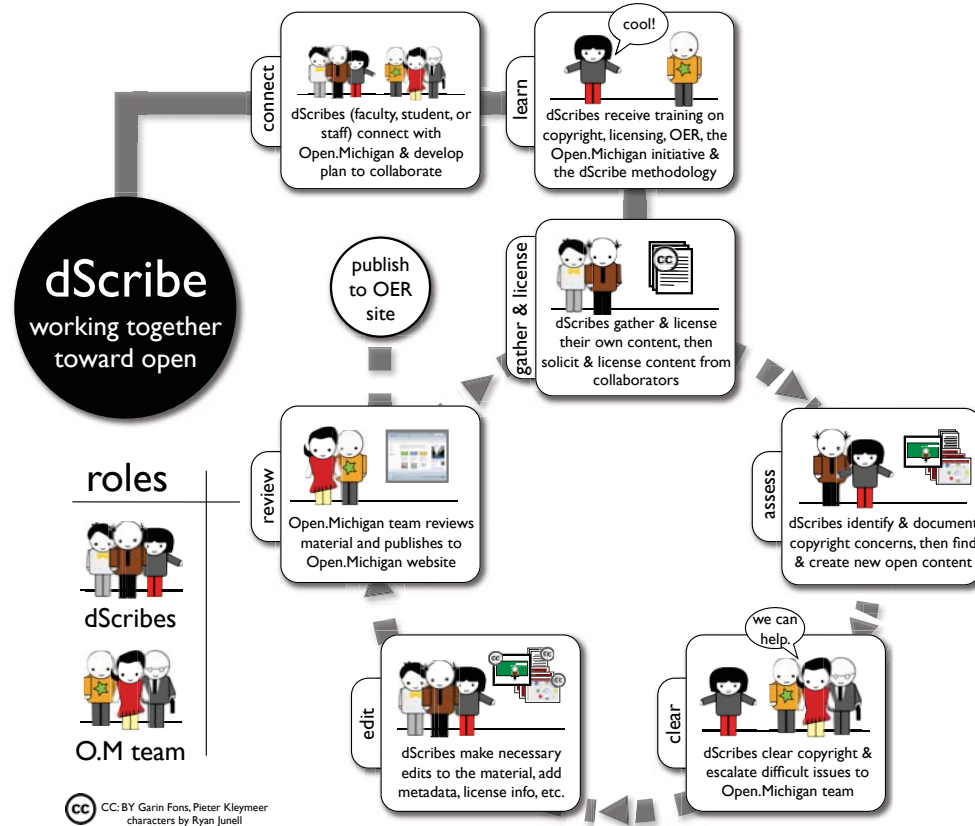 dScribe
working together
toward open
connect
dScribes (faculty, student, or
staff) connect with
Open.Michigan & develop
plan to collaborate
learn
cool!
dScribes receive training on
copyright, licensing, OER, the
Open.Michigan initiative &
the dScribe methodology
gather & license
cc
dScribes gather & license
their own content, then
solicit & license content from
collaborators
assess
dScribes identify & document
copyright concerns, then find
& create new open content
clear
we can
help.
dScribes clear copyright &
escalate difficult issues to
Open.Michigan team
edit
cc
cc
cc
dScribes make necessary
edits to the material, add
metadata, license info, etc.
review
Open.Michigan team reviews
material and publishes to
Open.Michigan website
publish
to OER
site
roles
dScribes
O.M team
cc
CC: BY Garin Fons, Pieter Kleymeer
characters by Ryan Junell